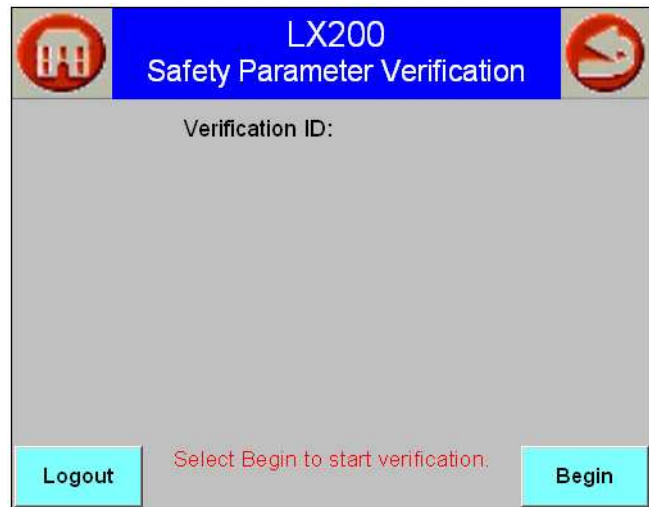 LX200
Safety Parameter Verification
Verification ID:
Select Begin to start verification.
Logout
Begin